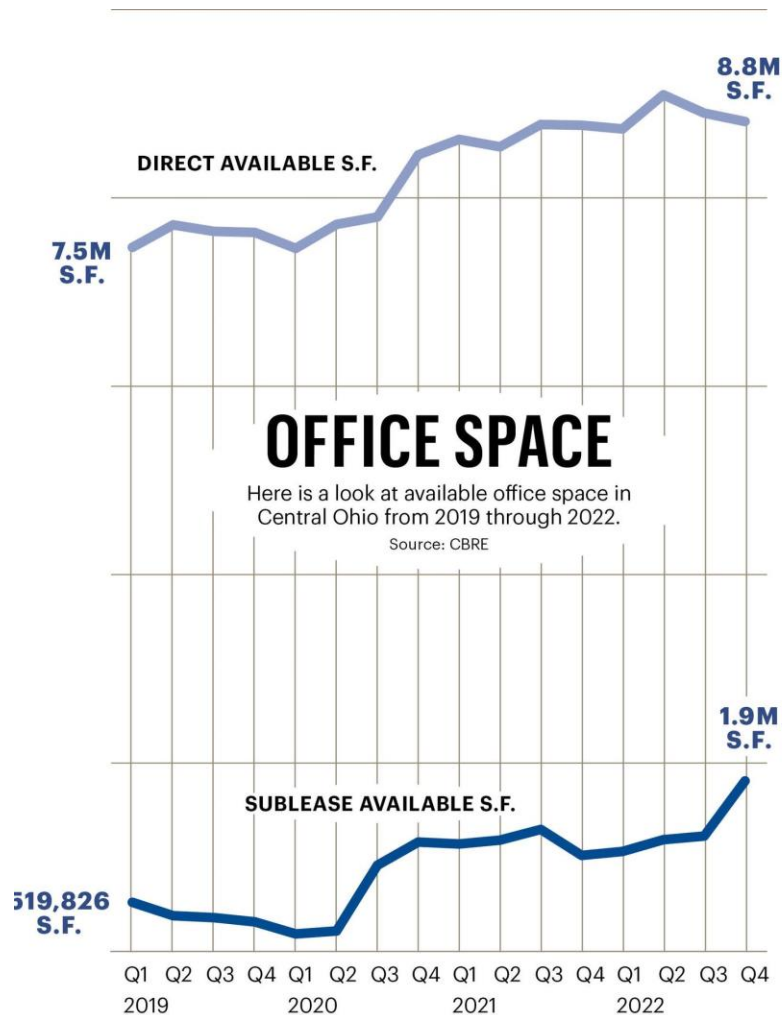 8.8M
S.F.
DIRECT AVAILABLE S.F.
7.5M
S.F.
OFFICE SPACE
Here is a look at available office space in
Central Ohio from 2019 through 2022.
Source: CBRE
1.9M
S.F.
SUBLEASE AVAILABLE S.F.
519,826
S.F.
Q1 Q2 Q3 Q4 Q1 Q2 Q3 Q4 Q1 Q2 Q3 Q4 Q1 Q2 Q3 Q4
2019 2020 2021 2022